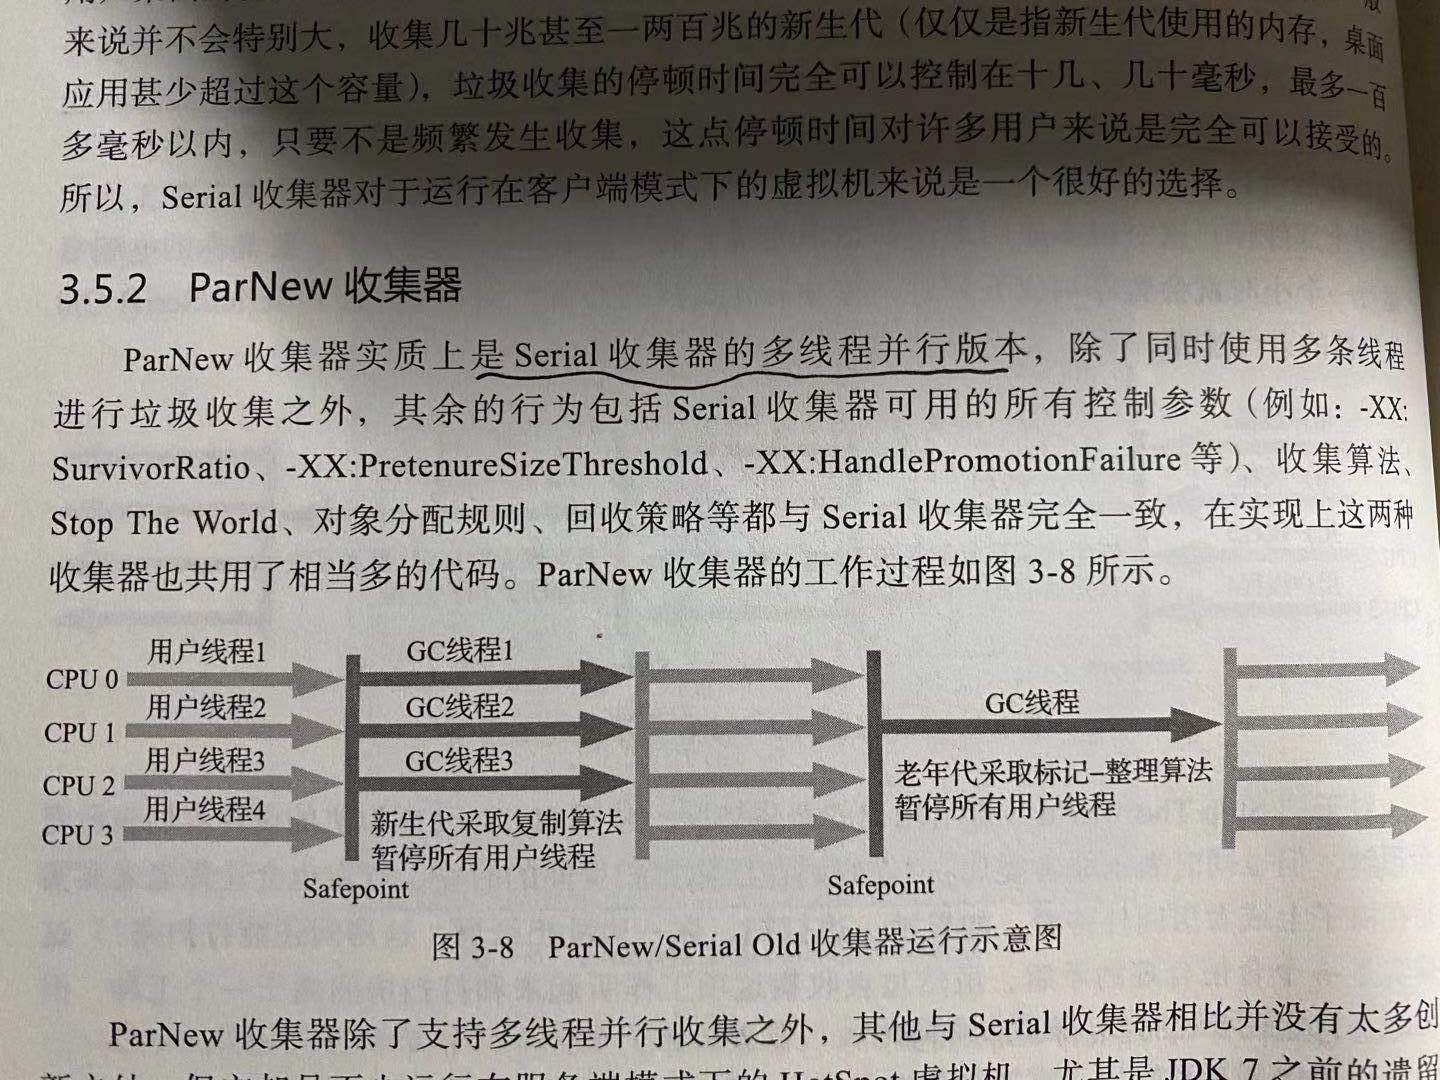 来说并不会特别大，收集几十兆甚至一两百兆的新生代（仅仅是指新生代使用的内存，桌面
应用甚少超过这个容量），垃圾收集的停顿时间完全可以控制在十几、几十毫秒，最多一百
多毫秒以内，只要不是频繁发生收集，这点停顿时间对许多用户来说是完全可以接受的。
所以，Serial 收集器对于运行在客户端模式下的虚拟机来说是一个很好的选择。
3.5.2 ParNew 收集器
ParNew 收集器实质上是 Serial 收集器的多线程并行版本，除了同时使用多条线程
进行垃圾收集之外，其余的行为包括 Serial 收集器可用的所有控制参数（例如：-XX:
SurvivorRatio、-XX:PretenureSizeThreshold、-XX:HandlePromotionFailure 等）、收集算法、
Stop The World、对象分配规则、回收策略等都与 Serial 收集器完全一致，在实现上这两种
收集器也共用了相当多的代码。ParNew 收集器的工作过程如图 3-8 所示。
用户线程1 GC线程1
CPU 0
用户线程2 GC线程2 GC线程
CPU 1
用户线程3 GC线程3
CPU 2 老年代采取标记-整理算法
用户线程4 新生代采取复制算法 暂停所有用户线程
CPU 3 暂停所有用户线程
Safepoint Safepoint
图 3-8 ParNew/Serial Old 收集器运行示意图
ParNew 收集器除了支持多线程并行收集之外，其他与 Serial 收集器相比并没有太多创
HotSpot 虚拟机，尤其是 JDK 7 之前的遗留